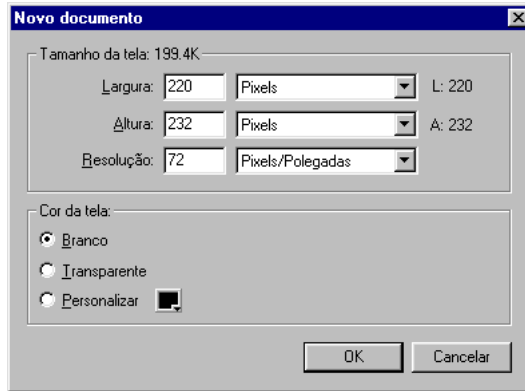 Novo documento
Tamanho da tela: 199.4K
Largura: 220 Pixels L: 220
Altura: 232 Pixels A: 232
Resolução: 72 Pixels/Polegadas
Cor da tela:
Branco
Transparente
Personalizar
OK Cancelar